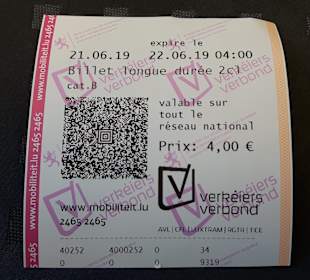 expire le
21.06.19 22.06.19 04:00
Billet longue durée 2cl
cat.B
valable sur
tout le
réseau national
Prix: 4,00 €
verkéiers
verbond
www.mobiliteit.lu
2465 2465
AVL | CFL | LUXTRAM | RGTR | TICE
40252 4000252 0 34
0 0 9319
www.mobiliteit.lu 2465 2465
verkéiers
verbond